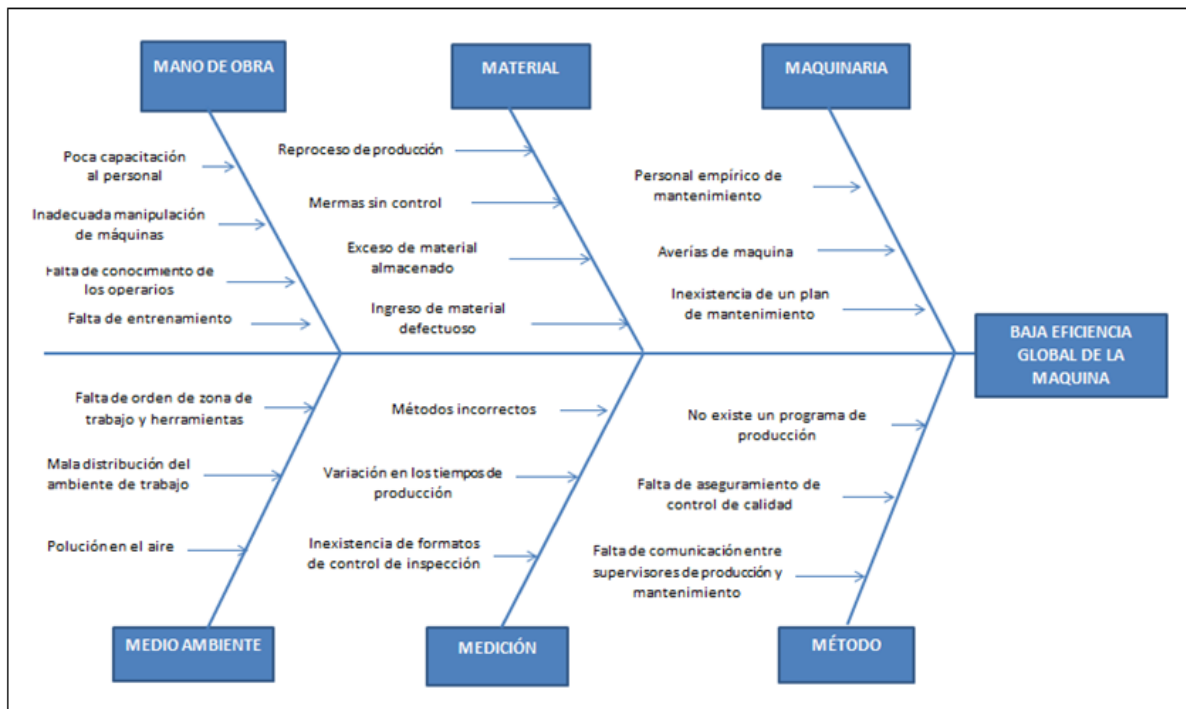 MANO DE OBRA
MATERIAL
MAQUINARIA
Poca capacitación
al personal
Inadecuada manipulación
de máquinas
Falta de conocimiento de
los operarios
Falta de entrenamiento
Reproceso de producción
Mermas sin control
Exceso de material
almacenado
Ingreso de material
defectuoso
Personal empírico de
mantenimiento
Averías de maquina
Inexistencia de un plan
de mantenimiento
BAJA EFICIENCIA
GLOBAL DE LA
MAQUINA
Falta de orden de zona de
trabajo y herramientas
Mala distribución del
ambiente de trabajo
Polución en el aire
Métodos incorrectos
Variación en los tiempos de
producción
Inexistencia de formatos
de control de inspección
No existe un programa de
producción
Falta de aseguramiento de
control de calidad
Falta de comunicación entre
supervisores de producción y
mantenimiento
MEDIO AMBIENTE
MEDICIÓN
MÉTODO